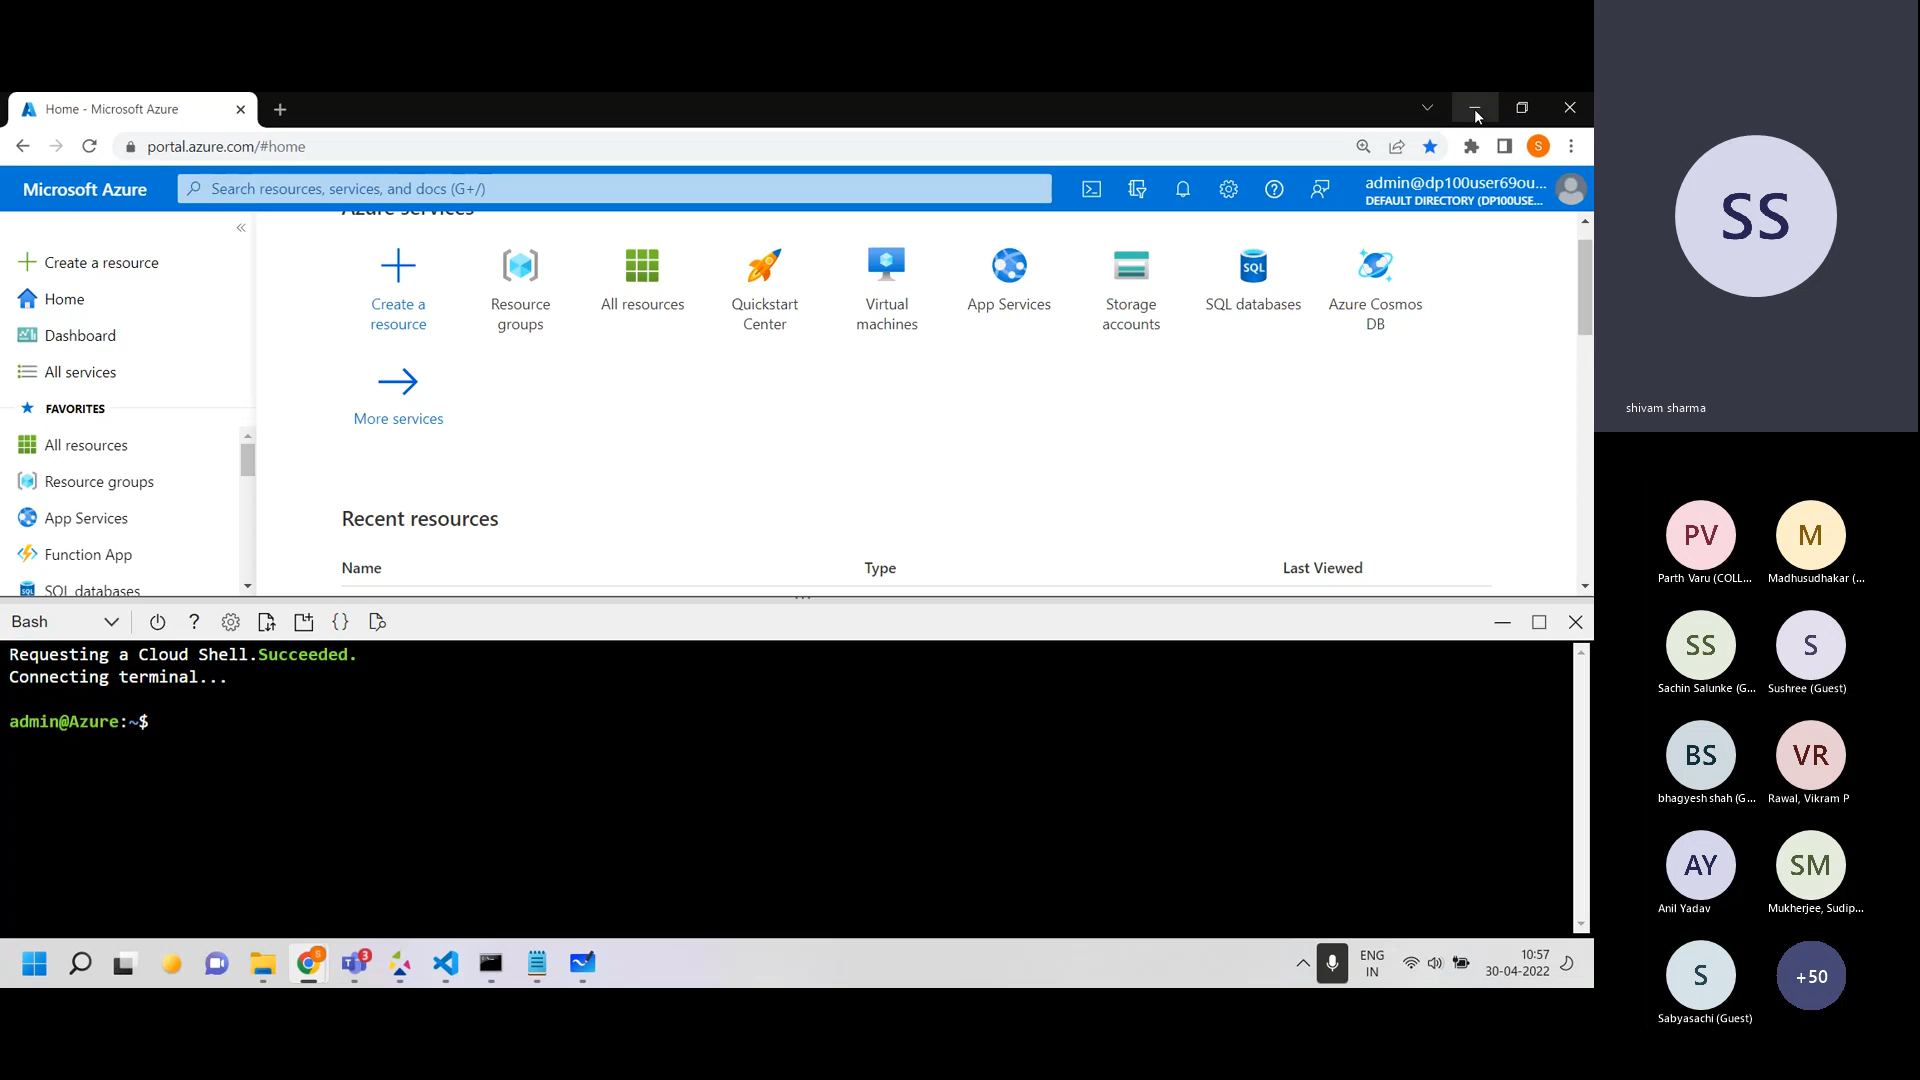 Home - Microsoft Azure
portal.azure.com/#home
S
Microsoft Azure
Search resources, services, and docs (G+/)
admin@dp100user69ou...
DEFAULT DIRECTORY (DP100USE...
Create a resource
Home
Dashboard
All services
FAVORITES
All resources
Resource groups
App Services
Function App
SQL databases
Azure services
Create a resource
Resource groups
All resources
Quickstart Center
Virtual machines
App Services
Storage accounts
SQL
SQL databases
Azure Cosmos DB
More services
Recent resources
Name Type Last Viewed
Bash
Requesting a Cloud Shell.Succeeded.
Connecting terminal...
admin@Azure:~$
S
3
ENG
IN
10:57
30-04-2022
SS
shivam sharma
PV M
Parth Varu (COLL... Madhusudhakar (...
SS S
Sachin Salunke (G... Sushree (Guest)
BS VR
bhagyesh shah (G... Rawal, Vikram P
AY SM
Anil Yadav Mukherjee, Sudip...
S +50
Sabyasachi (Guest)